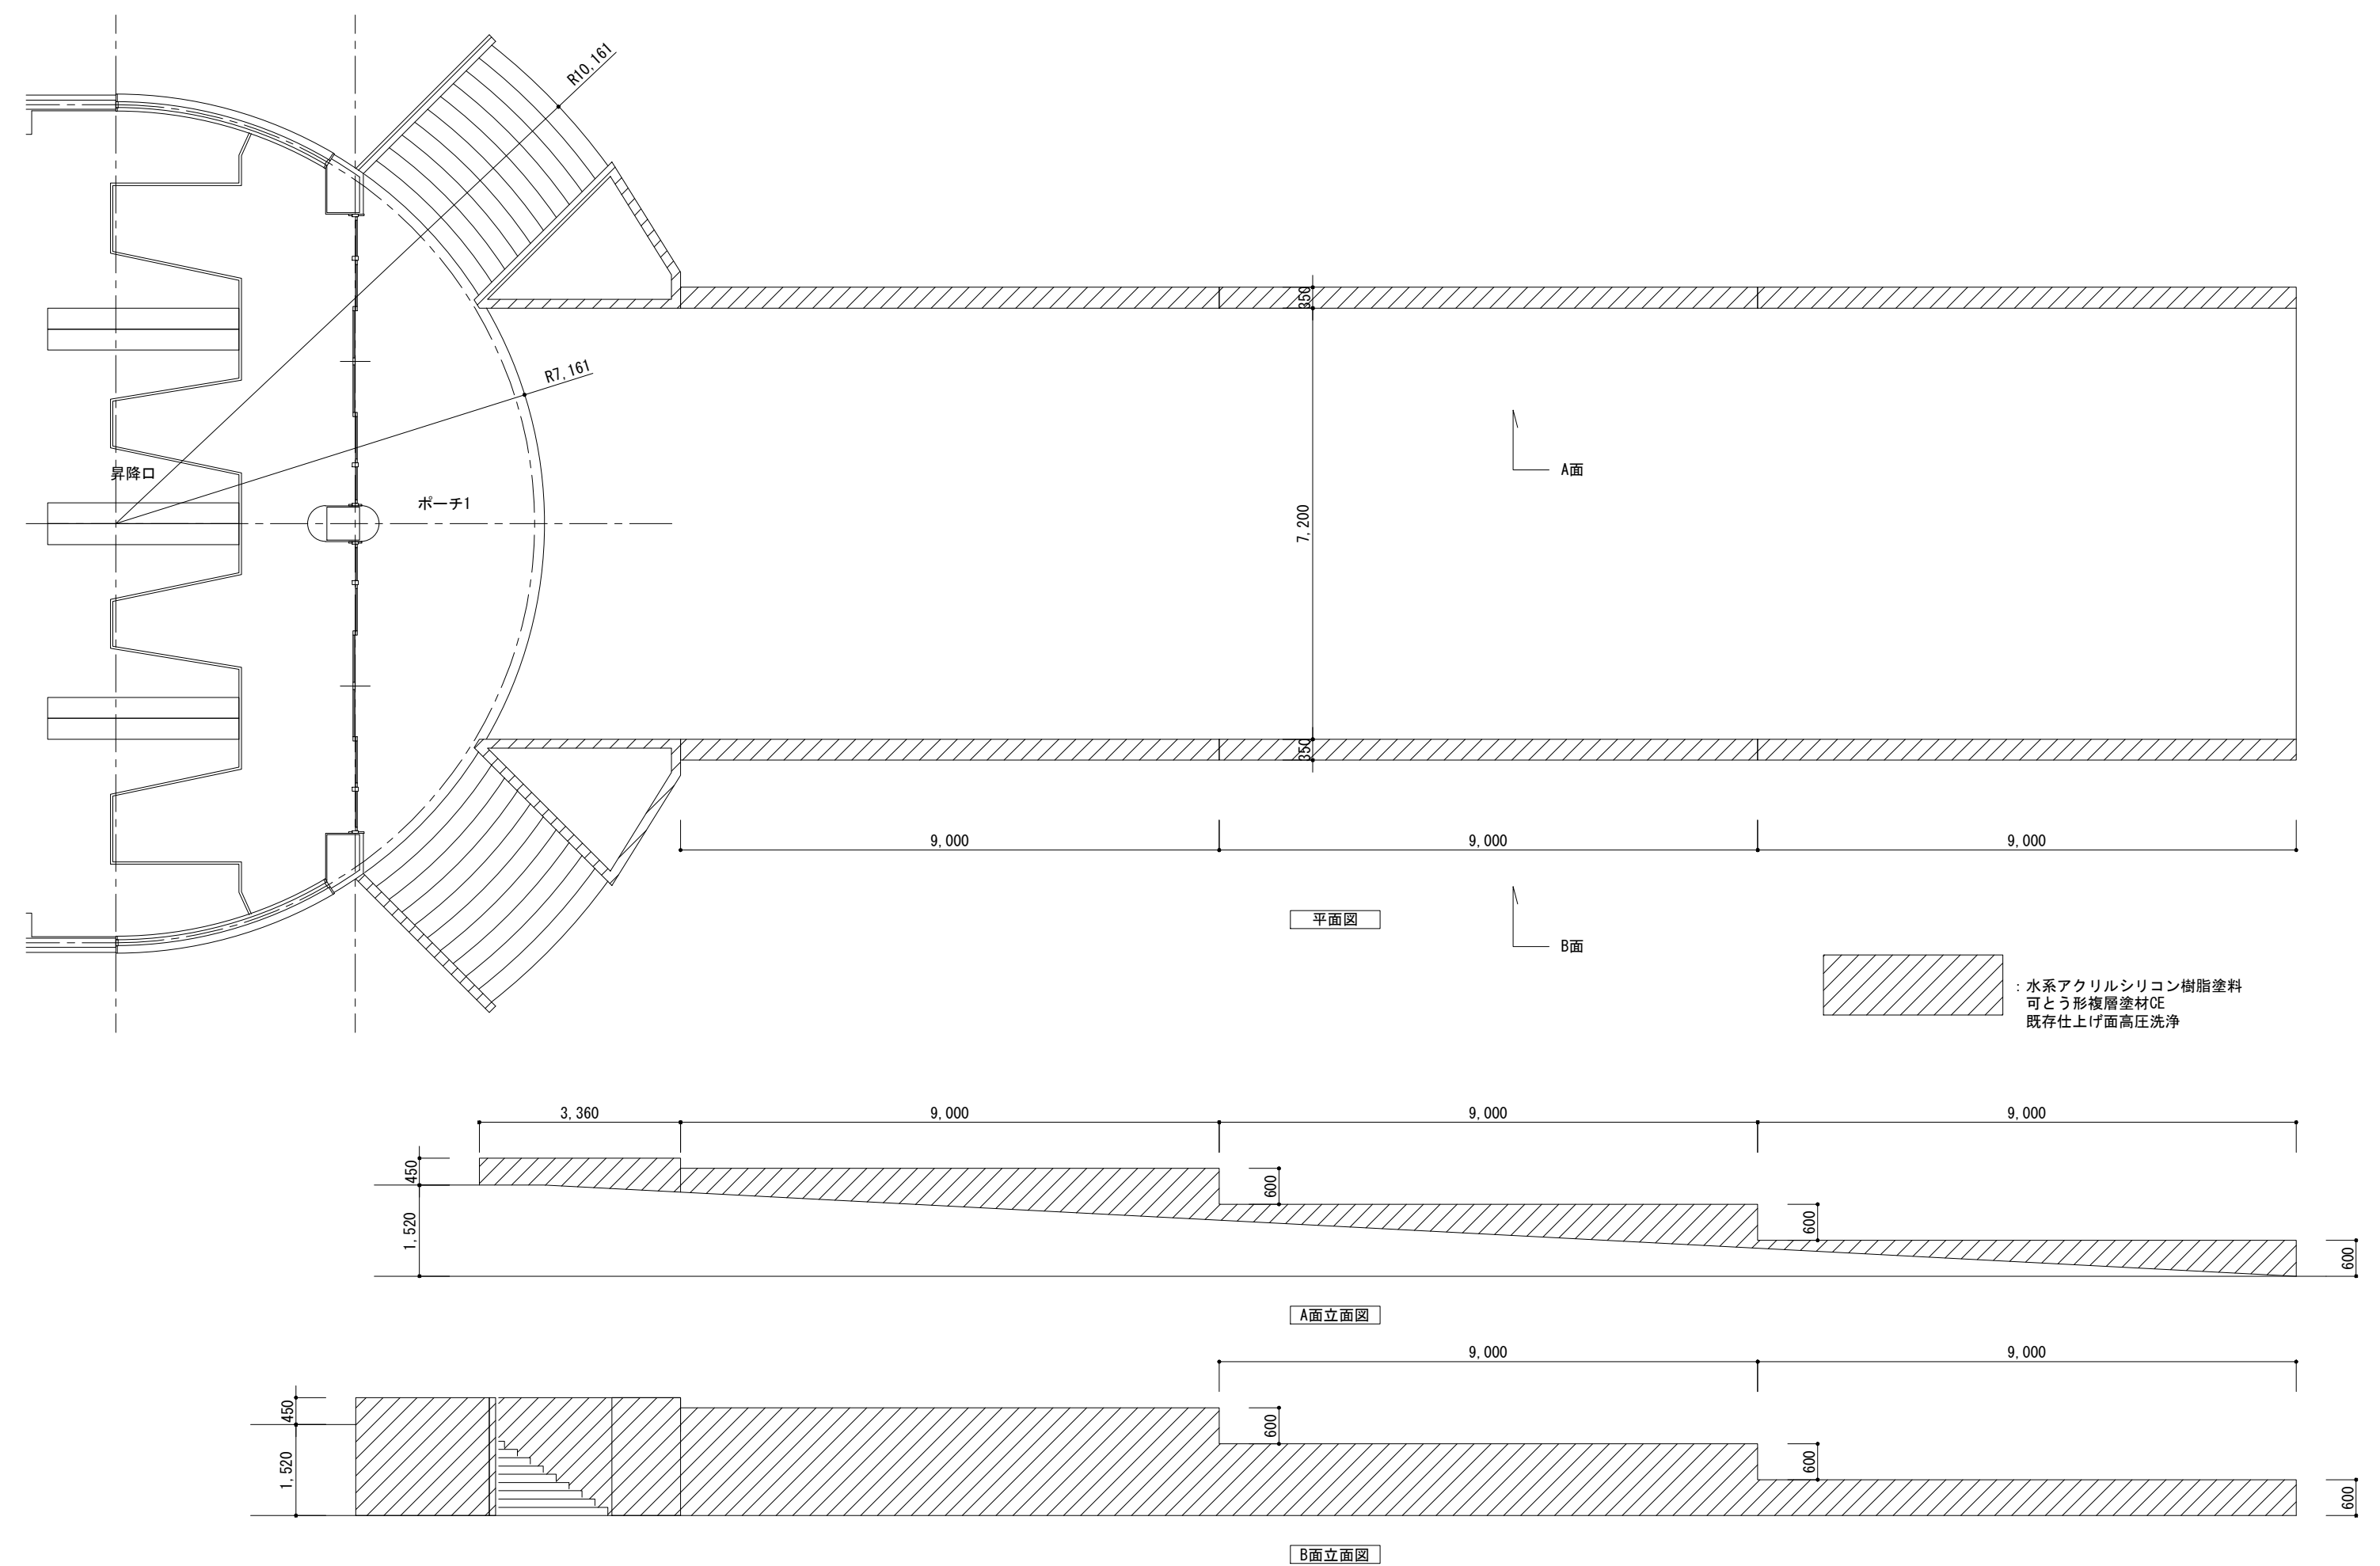 R10,161
R7,161
350
昇降口
ポーチ1
A面
7,200
350
9,000
9,000
9,000
平面図
B面
：水系アクリルシリコン樹脂塗料
可とう形複層塗材CE
既存仕上げ面高圧洗浄
3,360
9,000
9,000
9,000
450
600
1,520
600
600
A面立面図
9,000
9,000
450
600
1,520
600
600
B面立面図